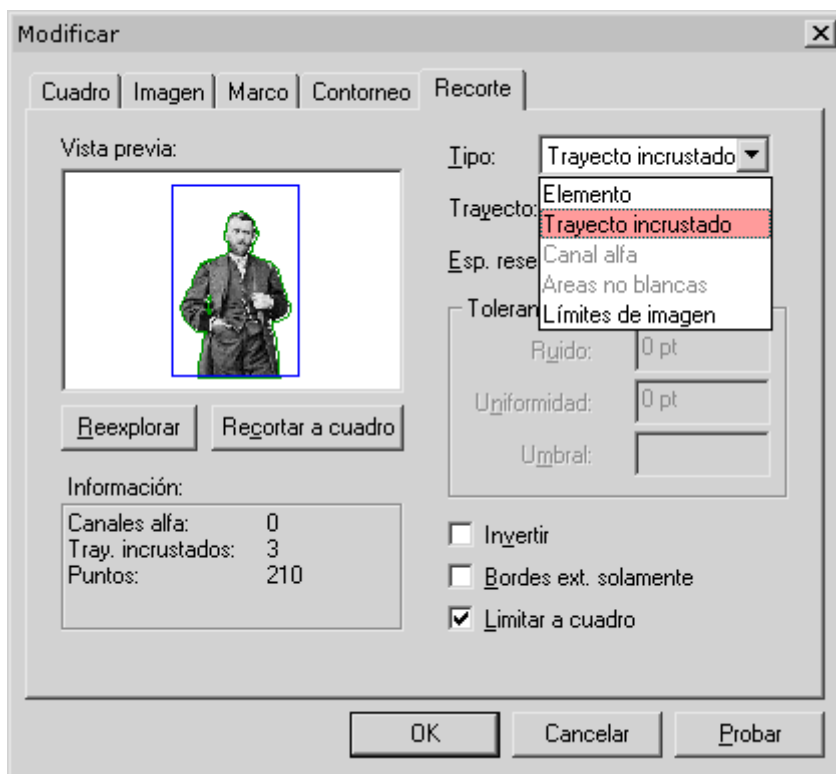 Modificar
Cuadro Imagen Marco Contorneo Recorte
Vista previa:
Tipo: Trayecto incrustado
Elemento
Trayecto incrustado
Canal alfa
Areas no blancas
Límites de imagen
Trayecto:
Esp. rese
Toleran
Ruido: 0 pt
Uniformidad: 0 pt
Umbral:
Reexplorar Recortar a cuadro
Información:
Canales alfa: 0
Tray. incrustados: 3
Puntos: 210
Invertir
Bordes ext. solamente
Limitar a cuadro
OK Cancelar Probar